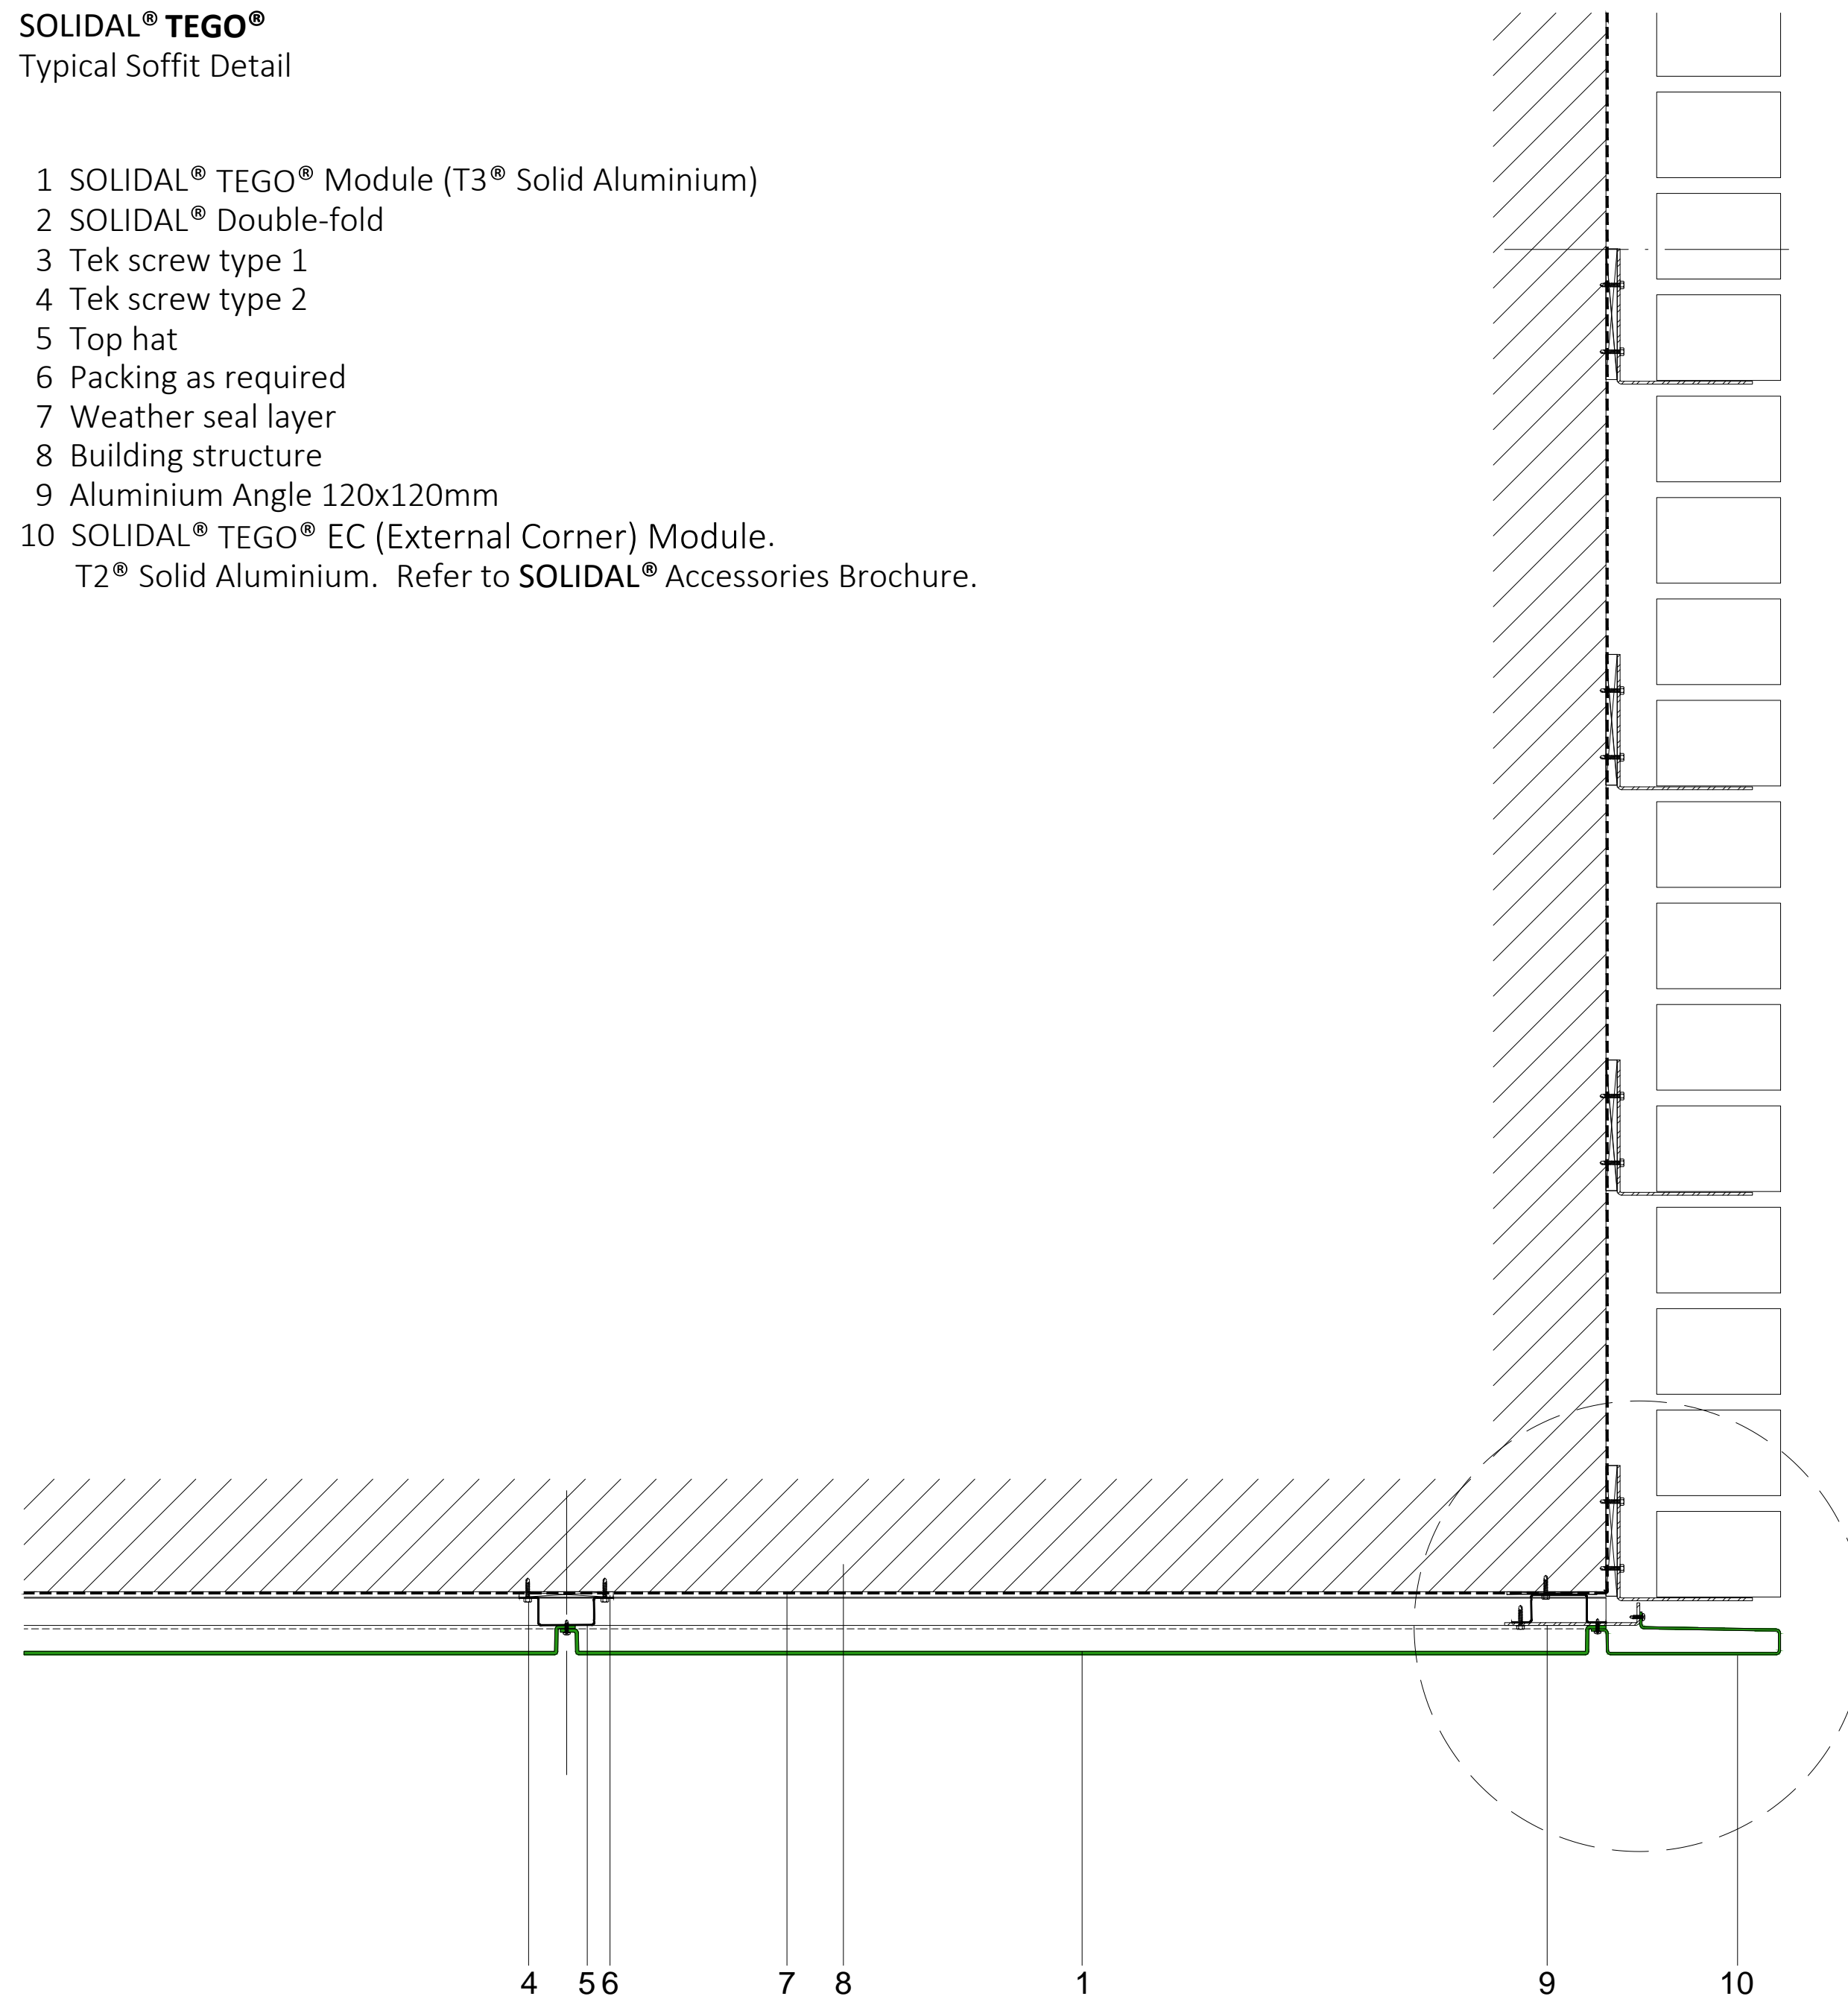 SOLIDAL® TEGO®
Typical Soffit Detail
1 SOLIDAL® TEGO® Module (T3® Solid Aluminium)
2 SOLIDAL® Double-fold
3 Tek screw type 1
4 Tek screw type 2
5 Top hat
6 Packing as required
7 Weather seal layer
8 Building structure
9 Aluminium Angle 120x120mm
10 SOLIDAL® TEGO® EC (External Corner) Module.
T2® Solid Aluminium. Refer to SOLIDAL® Accessories Brochure.
4 5 6 7 8 1 9 10